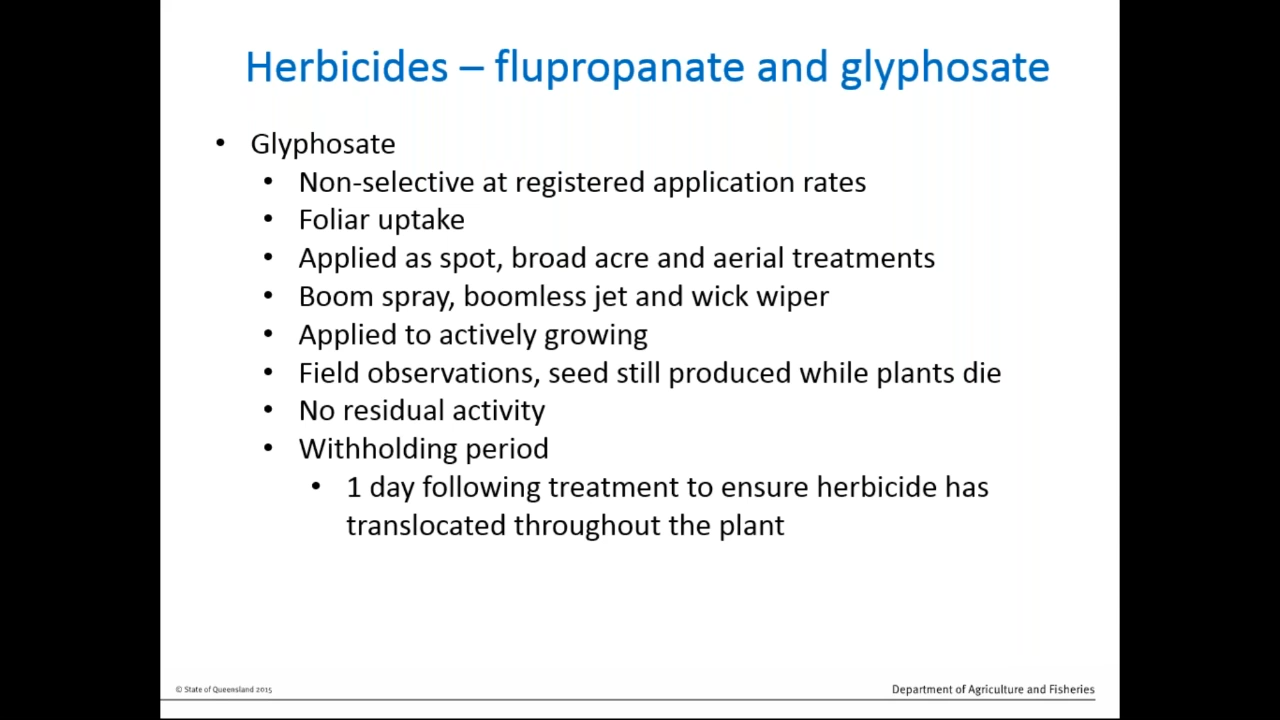 Herbicides – flupropanate and glyphosate
• Glyphosate
• Non-selective at registered application rates
• Foliar uptake
• Applied as spot, broad acre and aerial treatments
• Boom spray, boomless jet and wick wiper
• Applied to actively growing
• Field observations, seed still produced while plants die
• No residual activity
• Withholding period
• 1 day following treatment to ensure herbicide has
translocated throughout the plant
© State of Queensland 2015
Department of Agriculture and Fisheries